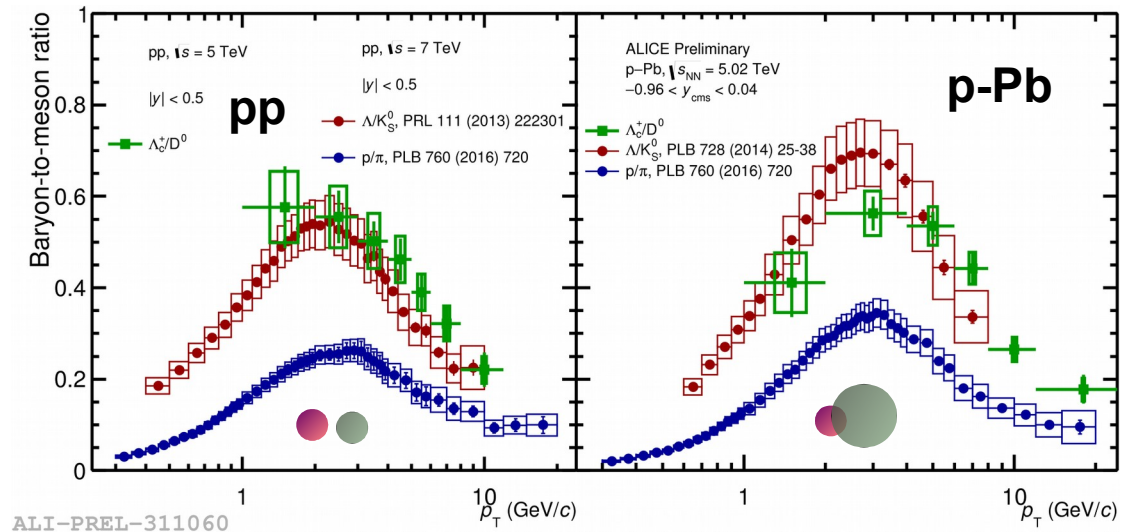 Baryon-to-meson ratio
1
0.8
0.6
0.4
0.2
0
pp, √s = 5 TeV
|y| < 0.5
Λc⁺/D⁰
pp, √s = 7 TeV
|y| < 0.5
Λ/K⁰S, PRL 111 (2013) 222301
p/π, PLB 760 (2016) 720
pp
1
10
pT (GeV/c)
ALICE Preliminary
p−Pb, √sNN = 5.02 TeV
−0.96 < ycms < 0.04
Λc⁺/D⁰
Λ/K⁰S, PLB 728 (2014) 25-38
p/π, PLB 760 (2016) 720
p-Pb
1
10
pT (GeV/c)
ALI−PREL−311060